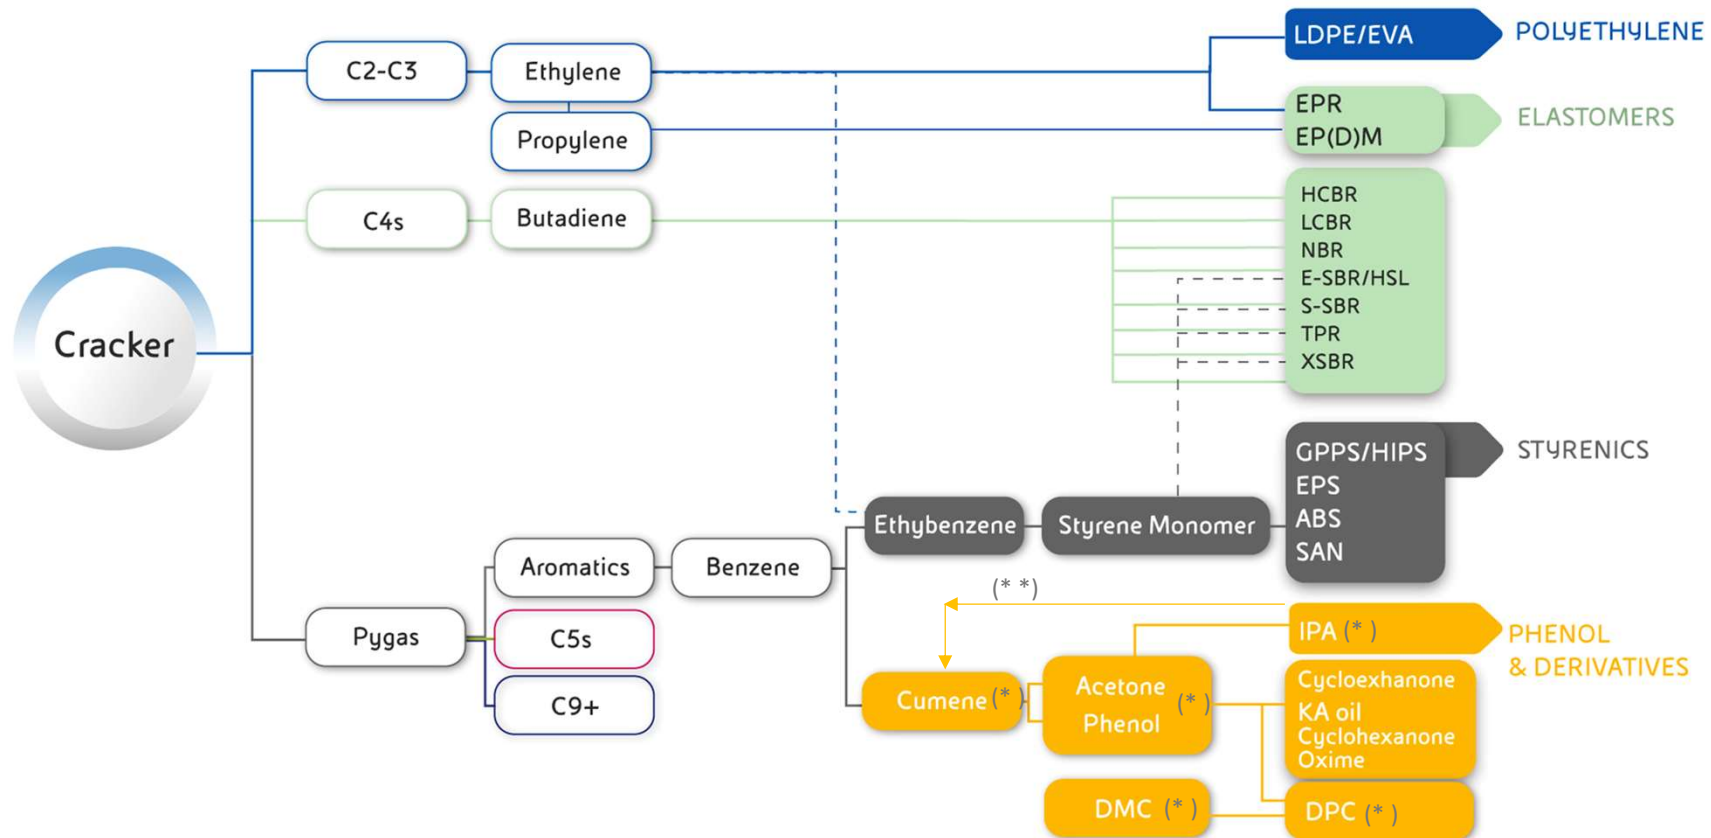 LDPE/EVA
POLYETHYLENE
C2-C3
Ethylene
EPR
EP(D)M
ELASTOMERS
Propylene
C4s
Butadiene
HCBR
LCBR
NBR
E-SBR/HSL
S-SBR
TPR
XSBR
Cracker
GPPS/HIPS
EPS
ABS
SAN
STYRENICS
Ethybenzene
Styrene Monomer
Aromatics
Benzene
(* *)
Pygas
C5s
IPA (* )
PHENOL
& DERIVATIVES
C9+
Cumene (* )
Acetone
Phenol
(* )
Cycloexhanone
KA oil
Cyclohexanone
Oxime
DMC (* )
DPC (* )